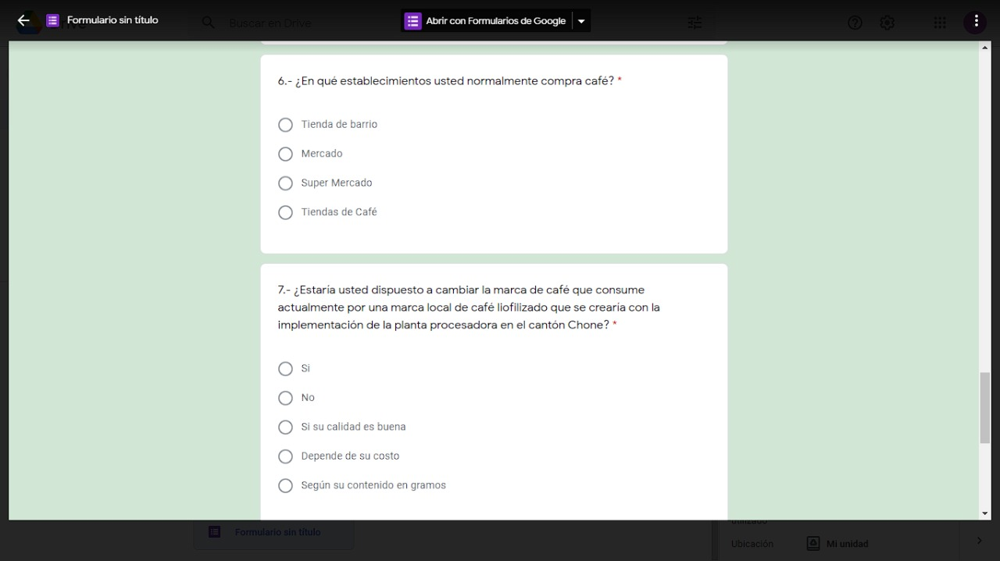 Formulario sin título
Buscar en Drive
Abrir con Formularios de Google
6.- ¿En qué establecimientos usted normalmente compra café? *
Tienda de barrio
Mercado
Super Mercado
Tiendas de Café
7.- ¿Estaría usted dispuesto a cambiar la marca de café que consume
actualmente por una marca local de café liofilizado que se crearía con la
implementación de la planta procesadora en el cantón Chone? *
Si
No
Si su calidad es buena
Depende de su costo
Según su contenido en gramos
Formulario sin título
utilizado
Ubicación
Mi unidad